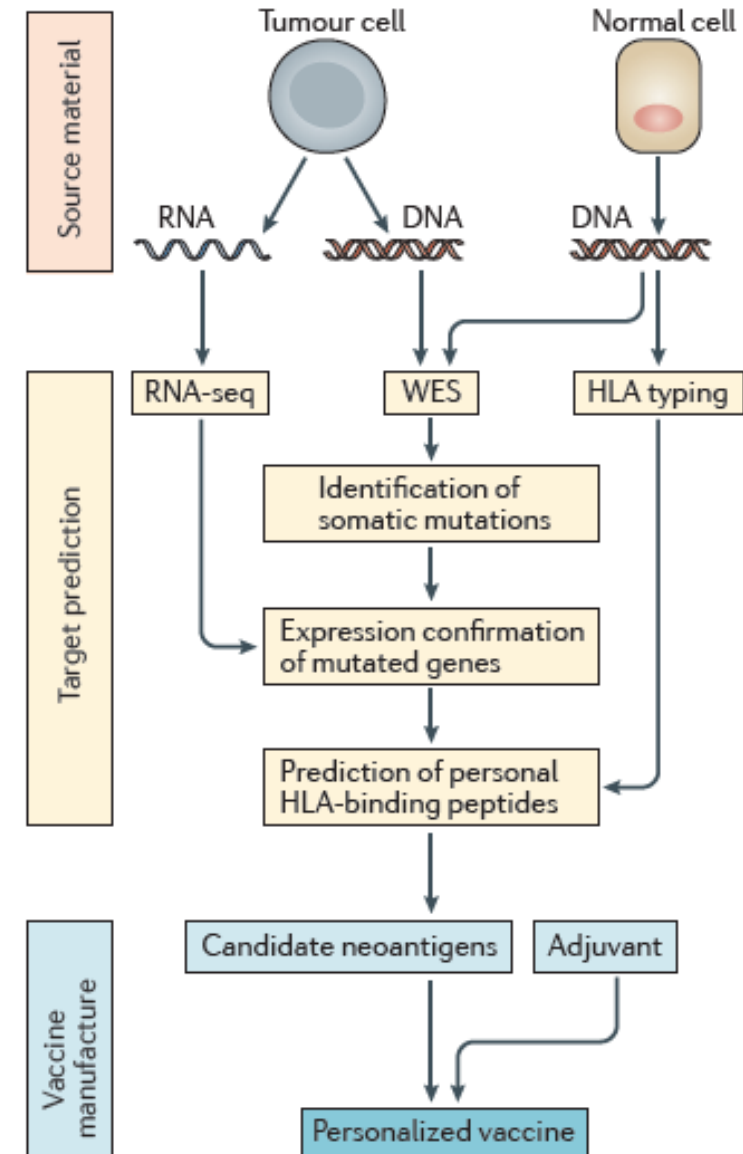 Source material
Tumour cell
Normal cell
RNA
DNA
DNA
Target prediction
RNA-seq
WES
HLA typing
Identification of
somatic mutations
Expression confirmation
of mutated genes
Prediction of personal
HLA-binding peptides
Vaccine
manufacture
Candidate neoantigens
Adjuvant
Personalized vaccine